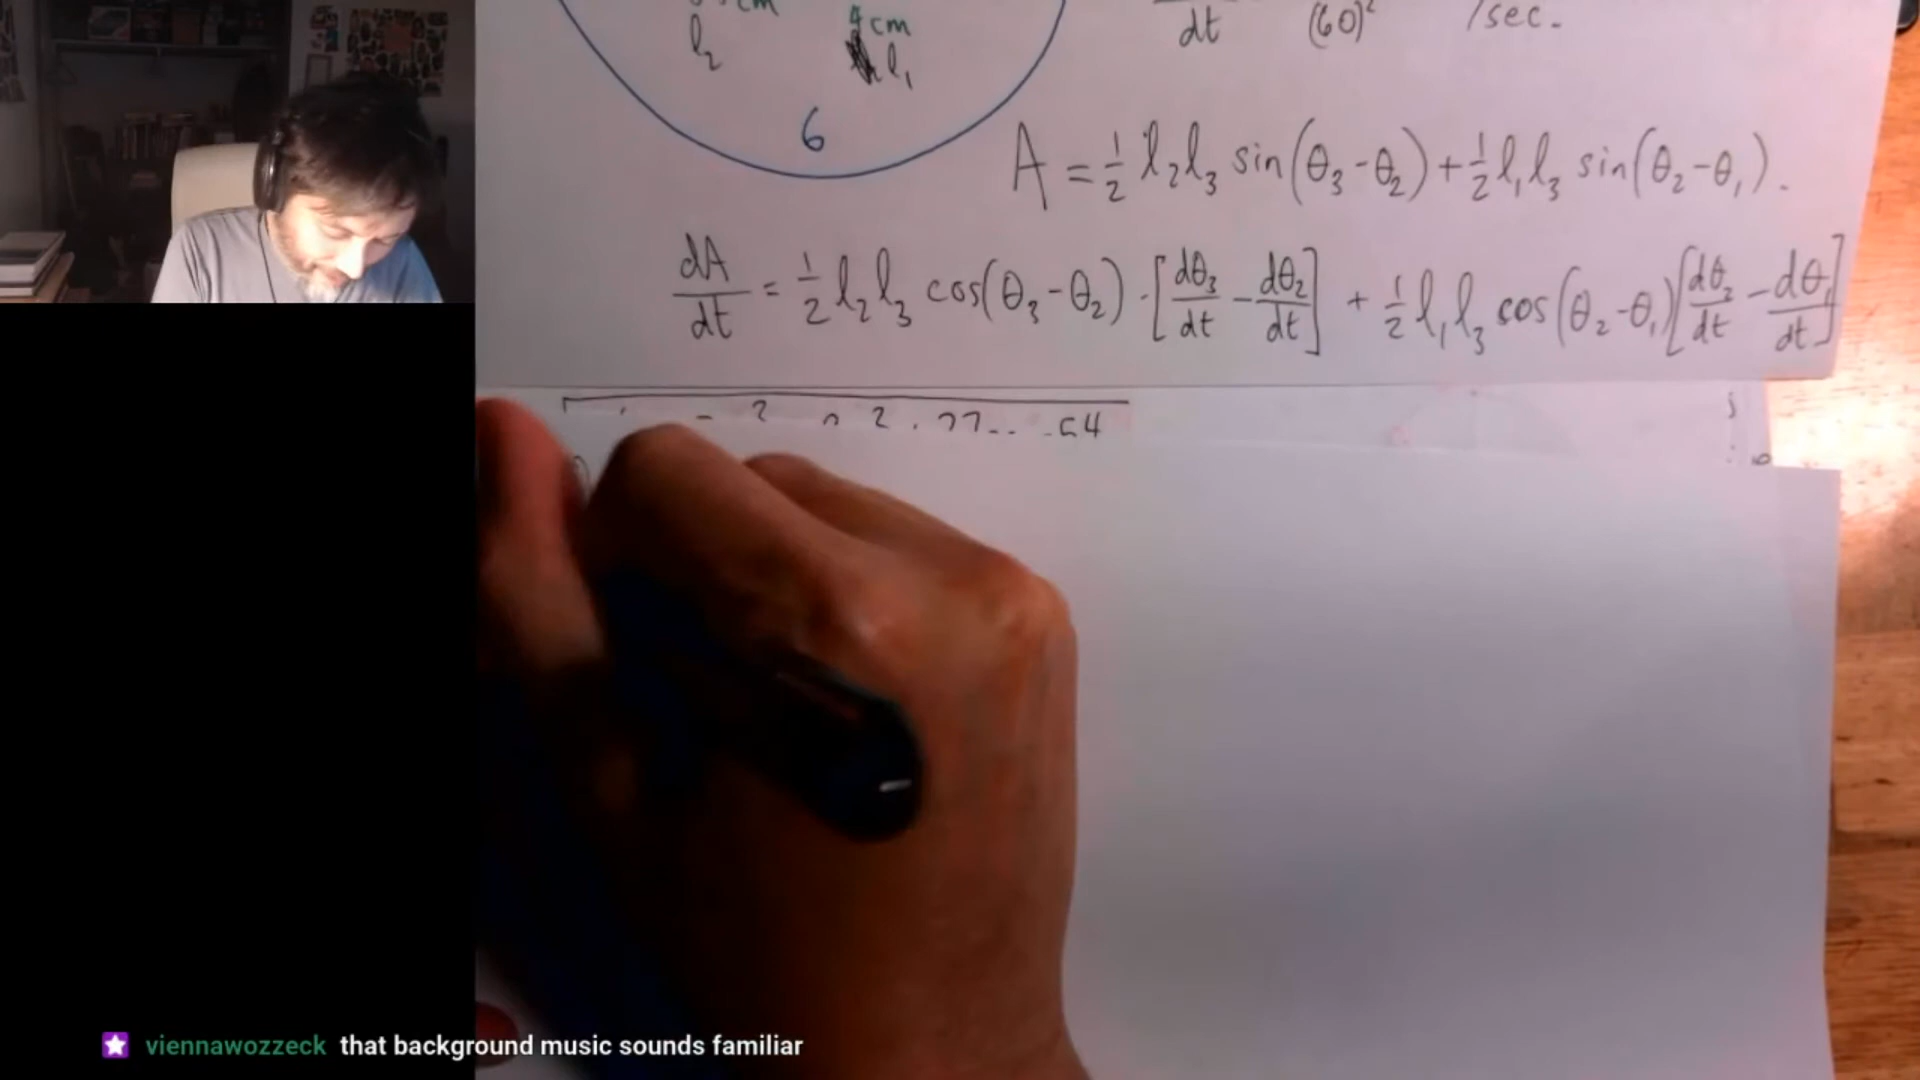 cm
l₂
4 cm
l₁
6
dt (60)² /sec.
A = ½ l₂l₃ sin(θ₃-θ₂) + ½ l₁l₃ sin(θ₂-θ₁).
dA/dt = ½ l₂l₃ cos(θ₃-θ₂) · [dθ₃/dt - dθ₂/dt] + ½ l₁l₃ cos(θ₂-θ₁)[dθ₂/dt - dθ₁/dt]
viennawozzeck that background music sounds familiar